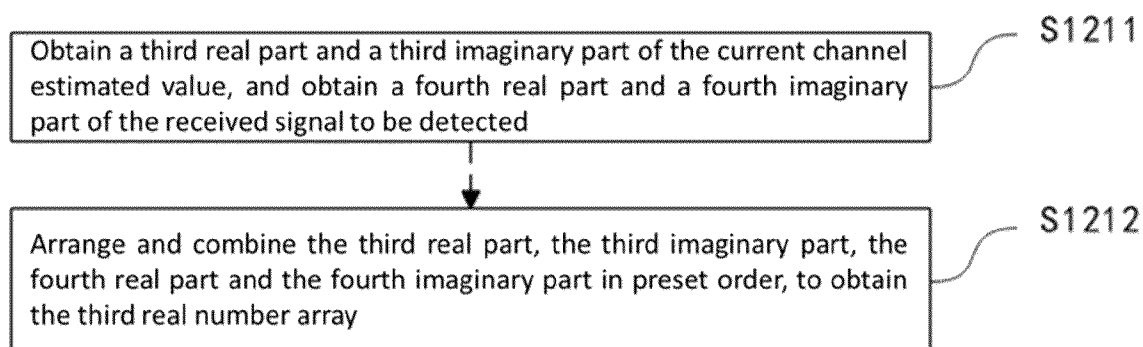 S1211
Obtain a third real part and a third imaginary part of the current channel
estimated value, and obtain a fourth real part and a fourth imaginary
part of the received signal to be detected
S1212
Arrange and combine the third real part, the third imaginary part, the
fourth real part and the fourth imaginary part in preset order, to obtain
the third real number array